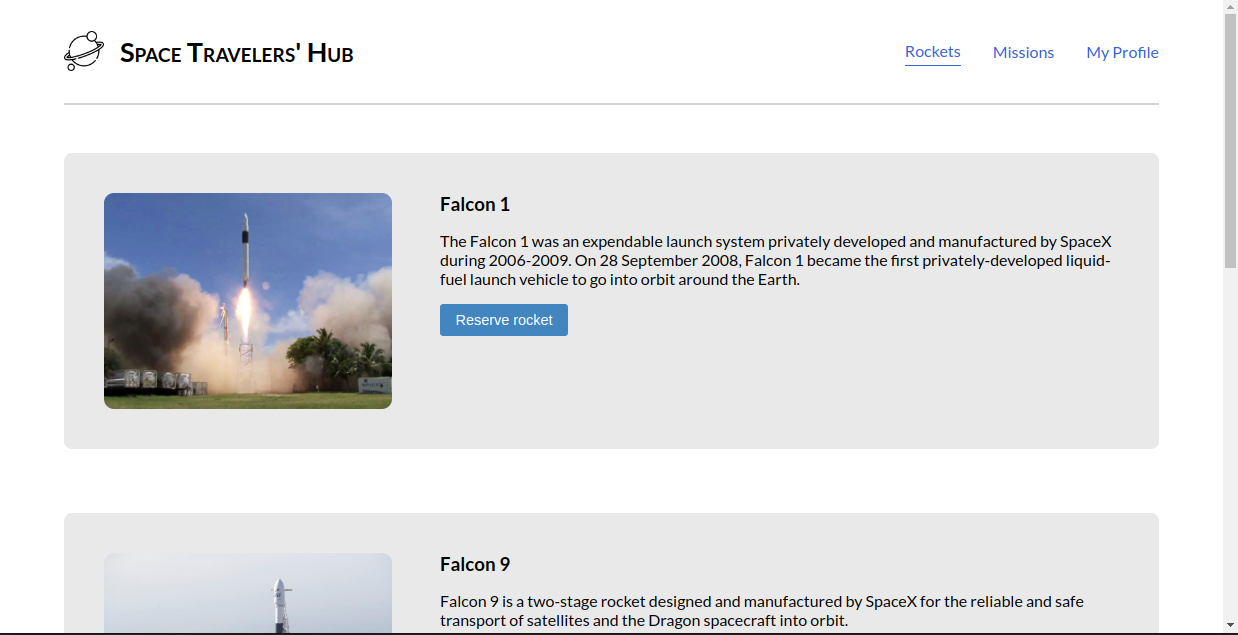 Space Travelers' Hub
Rockets
Missions
My Profile
Falcon 1
The Falcon 1 was an expendable launch system privately developed and manufactured by SpaceX
during 2006-2009. On 28 September 2008, Falcon 1 became the first privately-developed liquid-
fuel launch vehicle to go into orbit around the Earth.
Reserve rocket
Falcon 9
Falcon 9 is a two-stage rocket designed and manufactured by SpaceX for the reliable and safe
transport of satellites and the Dragon spacecraft into orbit.